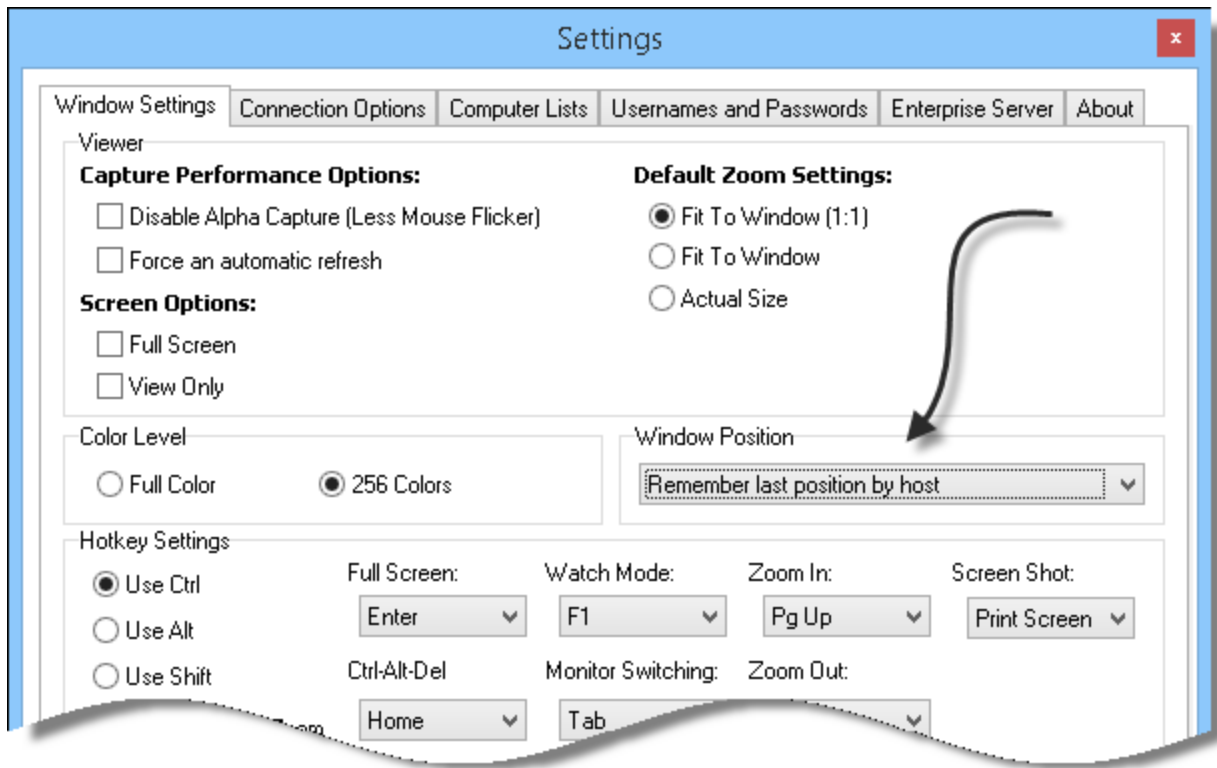 Settings
x
Window Settings Connection Options Computer Lists Usernames and Passwords Enterprise Server About
Viewer
Capture Performance Options: Default Zoom Settings:
Disable Alpha Capture (Less Mouse Flicker) Fit To Window (1:1)
Force an automatic refresh Fit To Window
Screen Options: Actual Size
Full Screen
View Only
Color Level Window Position
Full Color 256 Colors Remember last position by host
Hotkey Settings
Use Ctrl Full Screen: Watch Mode: Zoom In: Screen Shot:
Enter F1 Pg Up Print Screen
Use Alt
Use Shift Ctrl-Alt-Del Monitor Switching: Zoom Out:
Home Tab